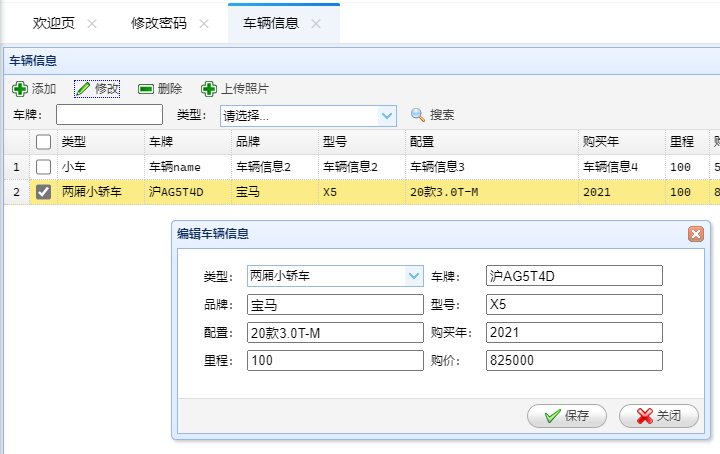 欢迎页 修改密码 车辆信息
车辆信息
添加 修改 删除 上传照片
车牌: 类型: 请选择... 搜索
类型 车牌 品牌 型号 配置 购买年 里程
1 小车 车辆name 车辆信息2 车辆信息2 车辆信息3 车辆信息4 100 5
2 两厢小轿车 沪AG5T4D 宝马 X5 20款3.0T-M 2021 100 8
编辑车辆信息
类型: 两厢小轿车 车牌: 沪AG5T4D
品牌: 宝马 型号: X5
配置: 20款3.0T-M 购买年: 2021
里程: 100 购价: 825000
保存 关闭